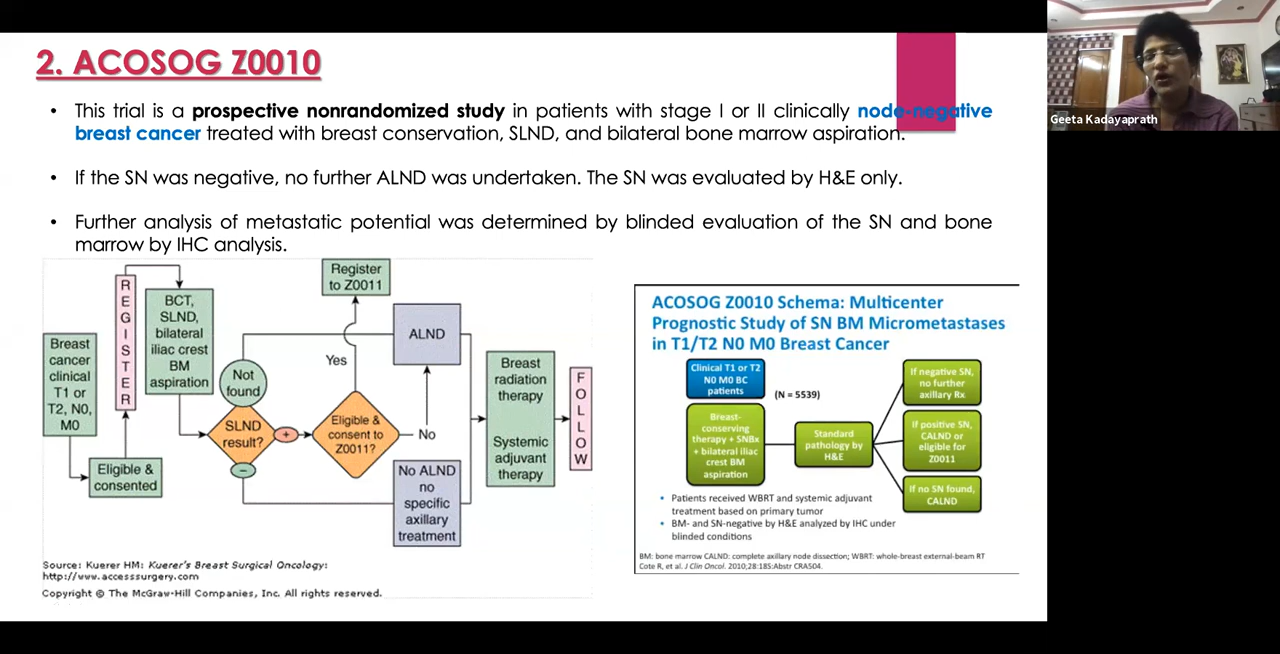 2. ACOSOG Z0010
Geeta Kadayaprath
• This trial is a prospective nonrandomized study in patients with stage I or II clinically node-negative
breast cancer treated with breast conservation, SLND, and bilateral bone marrow aspiration.
• If the SN was negative, no further ALND was undertaken. The SN was evaluated by H&E only.
• Further analysis of metastatic potential was determined by blinded evaluation of the SN and bone
marrow by IHC analysis.
Breast
cancer
clinical
T1 or
T2, N0,
M0
Eligible &
consented
R
E
G
I
S
T
E
R
BCT,
SLND,
bilateral
iliac crest
BM
aspiration
Not
found
SLND
result?
+
−
Register
to Z0011
Yes
Eligible &
consent to
Z0011?
No
ALND
No ALND
no
specific
axillary
treatment
Breast
radiation
therapy
Systemic
adjuvant
therapy
F
O
L
L
O
W
Source: Kuerer HM: Kuerer's Breast Surgical Oncology:
http://www.accesssurgery.com
Copyright © The McGraw-Hill Companies, Inc. All rights reserved.
ACOSOG Z0010 Schema: Multicenter
Prognostic Study of SN BM Micrometastases
in T1/T2 N0 M0 Breast Cancer
Clinical T1 or T2
N0 M0 BC
patients
(N = 5539)
Breast-
conserving
therapy + SNBx
+ bilateral iliac
crest BM
aspiration
Standard
pathology by
H&E
If negative SN,
no further
axillary Rx
If positive SN,
CALND or
eligible for
Z0011
If no SN found,
CALND
• Patients received WBRT and systemic adjuvant
treatment based on primary tumor
• BM- and SN-negative by H&E analyzed by IHC under
blinded conditions
BM: bone marrow CALND: complete axillary node dissection; WBRT: whole-breast external-beam RT
Cote R, et al. J Clin Oncol. 2010;28:18S:Abstr CRA504.